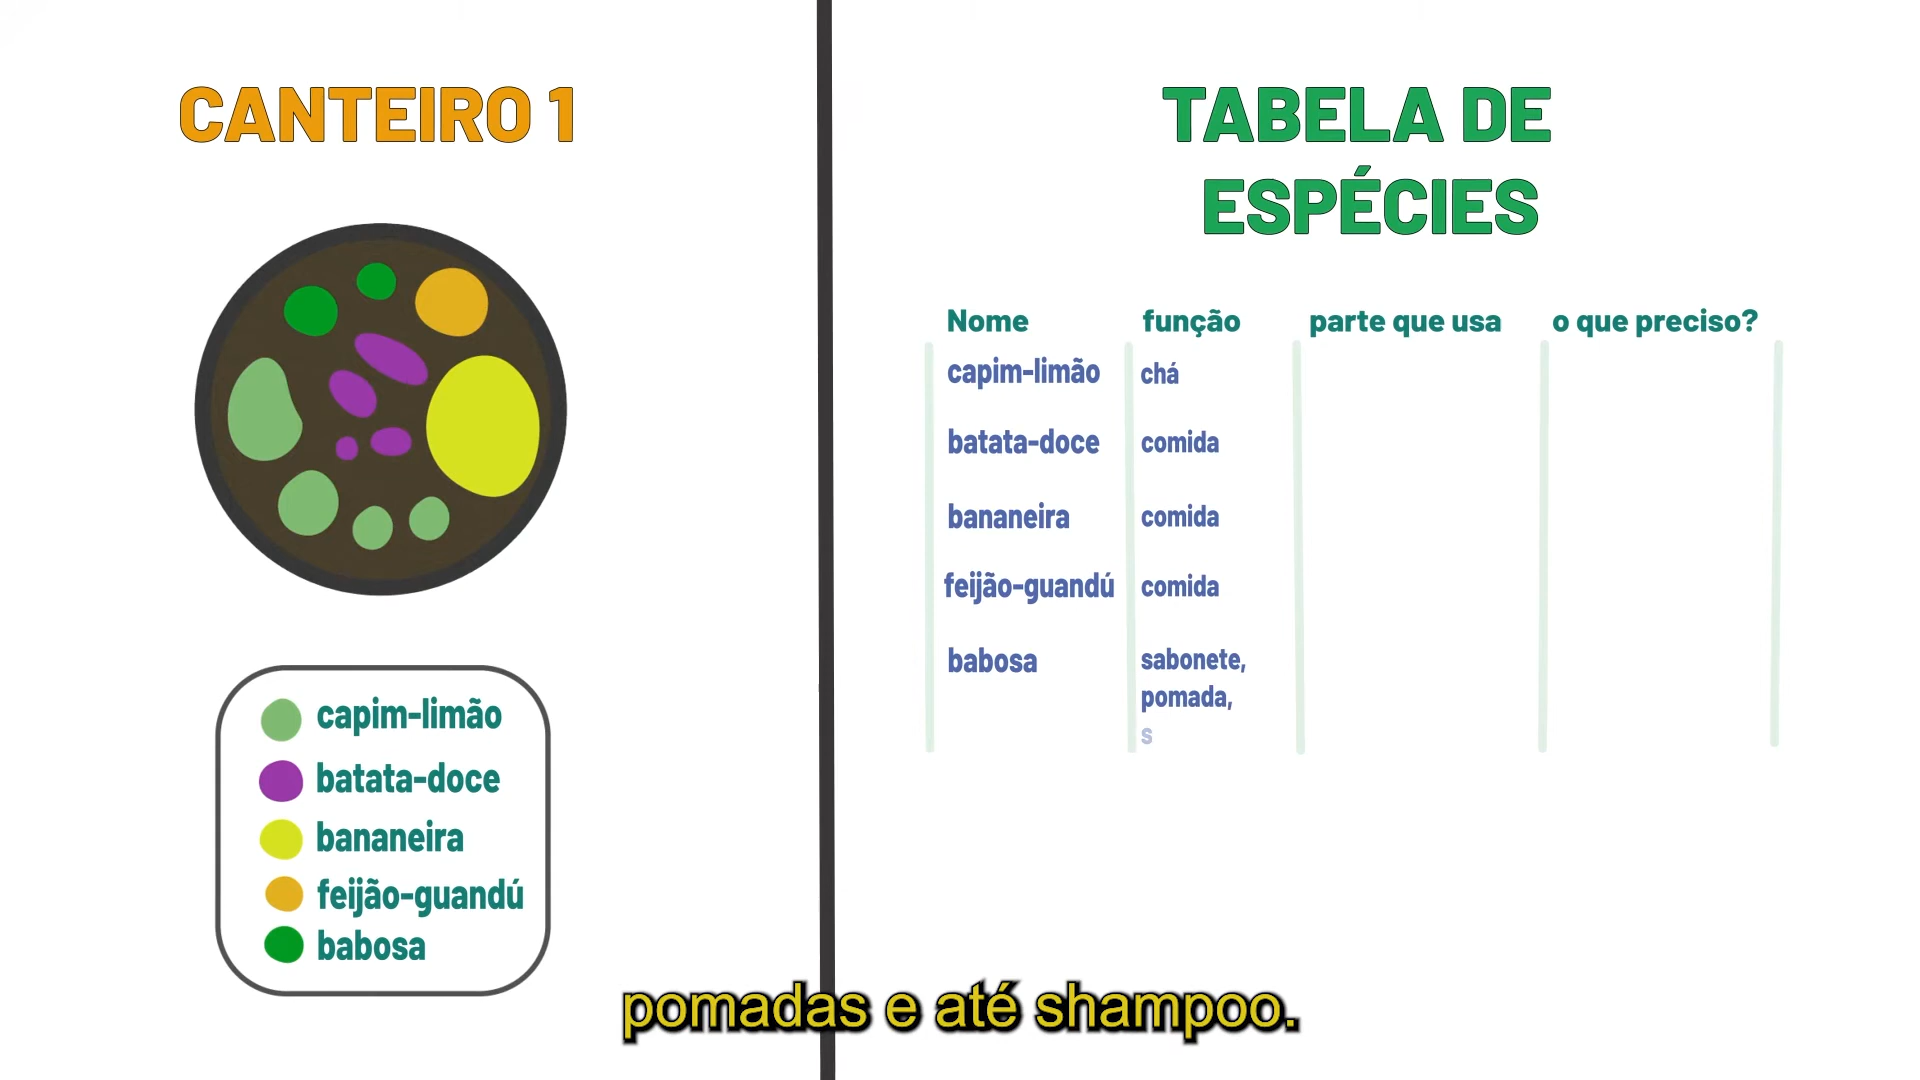 CANTEIRO 1
capim-limão
batata-doce
bananeira
feijão-guandú
babosa
TABELA DE
ESPÉCIES
Nome função parte que usa o que preciso?
capim-limão chá
batata-doce comida
bananeira comida
feijão-guandú comida
babosa sabonete,
pomada,
s
pomadas e até shampoo.